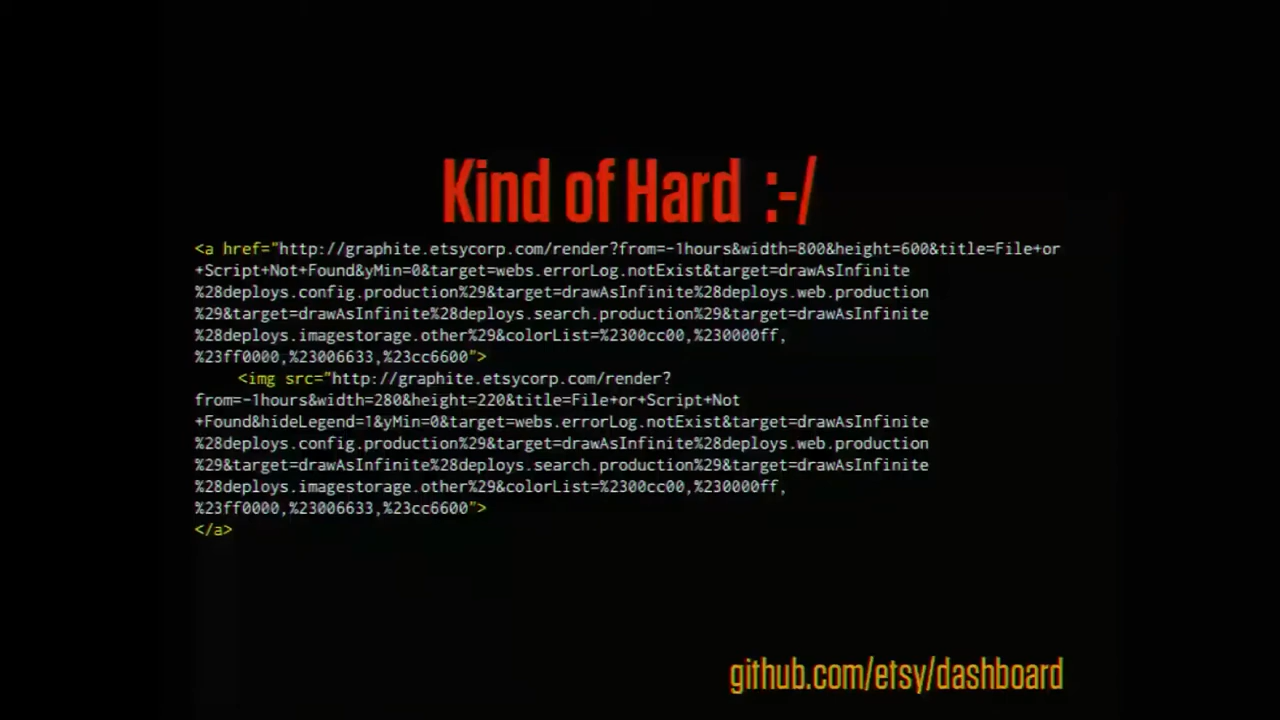 Kind of Hard :-/
<a href="http://graphite.etsycorp.com/render?from=-1hours&width=800&height=600&title=File+or
+Script+Not+Found&yMin=0&target=webs.errorLog.notExist&target=drawAsInfinite
%28deploys.config.production%29&target=drawAsInfinite%28deploys.web.production
%29&target=drawAsInfinite%28deploys.search.production%29&target=drawAsInfinite
%28deploys.imagestorage.other%29&colorList=%2300cc00,%230000ff,
%23ff0000,%23006633,%23cc6600">
<img src="http://graphite.etsycorp.com/render?
from=-1hours&width=280&height=220&title=File+or+Script+Not
+Found&hideLegend=1&yMin=0&target=webs.errorLog.notExist&target=drawAsInfinite
%28deploys.config.production%29&target=drawAsInfinite%28deploys.web.production
%29&target=drawAsInfinite%28deploys.search.production%29&target=drawAsInfinite
%28deploys.imagestorage.other%29&colorList=%2300cc00,%230000ff,
%23ff0000,%23006633,%23cc6600">
</a>
github.com/etsy/dashboard